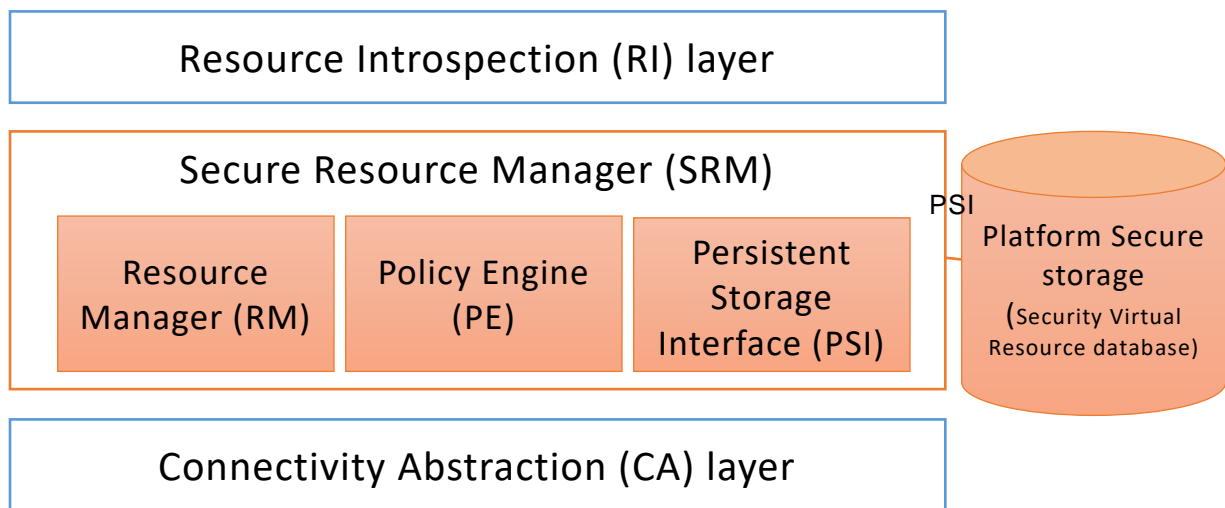 Resource Introspection (RI) layer
Secure Resource Manager (SRM)
Resource
Manager (RM)
Policy Engine
(PE)
Persistent
Storage
Interface (PSI)
PSI
Platform Secure
storage
(Security Virtual
Resource database)
Connectivity Abstraction (CA) layer